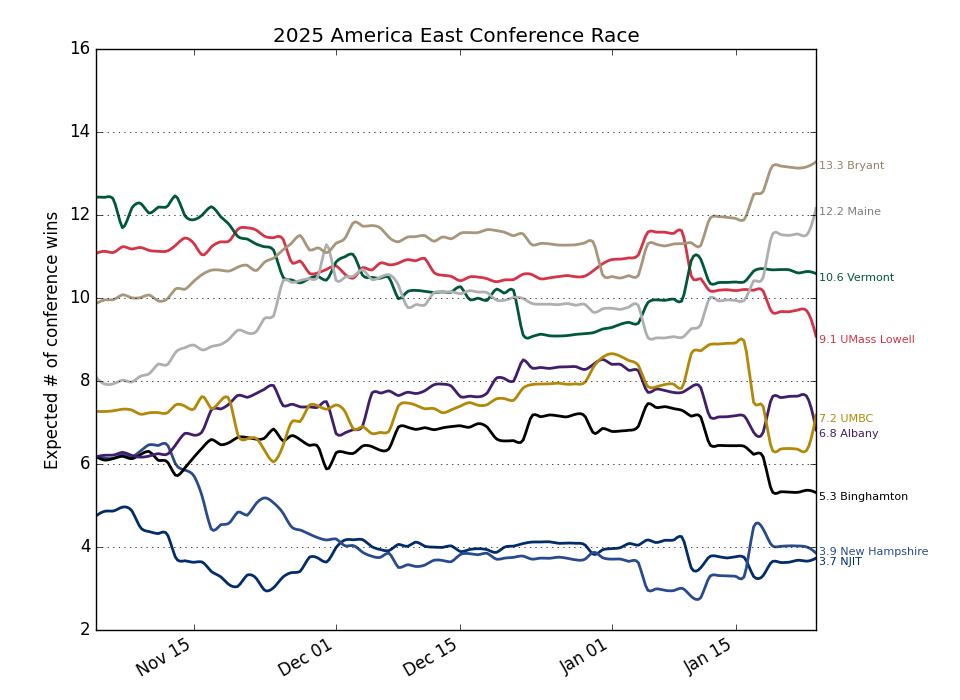 2025 America East Conference Race
Expected # of conference wins
16
14
12
10
8
6
4
2
Nov 15
Dec 01
Dec 15
Jan 01
Jan 15
13.3 Bryant
12.2 Maine
10.6 Vermont
9.1 UMass Lowell
7.2 UMBC
6.8 Albany
5.3 Binghamton
3.9 New Hampshire
3.7 NJIT